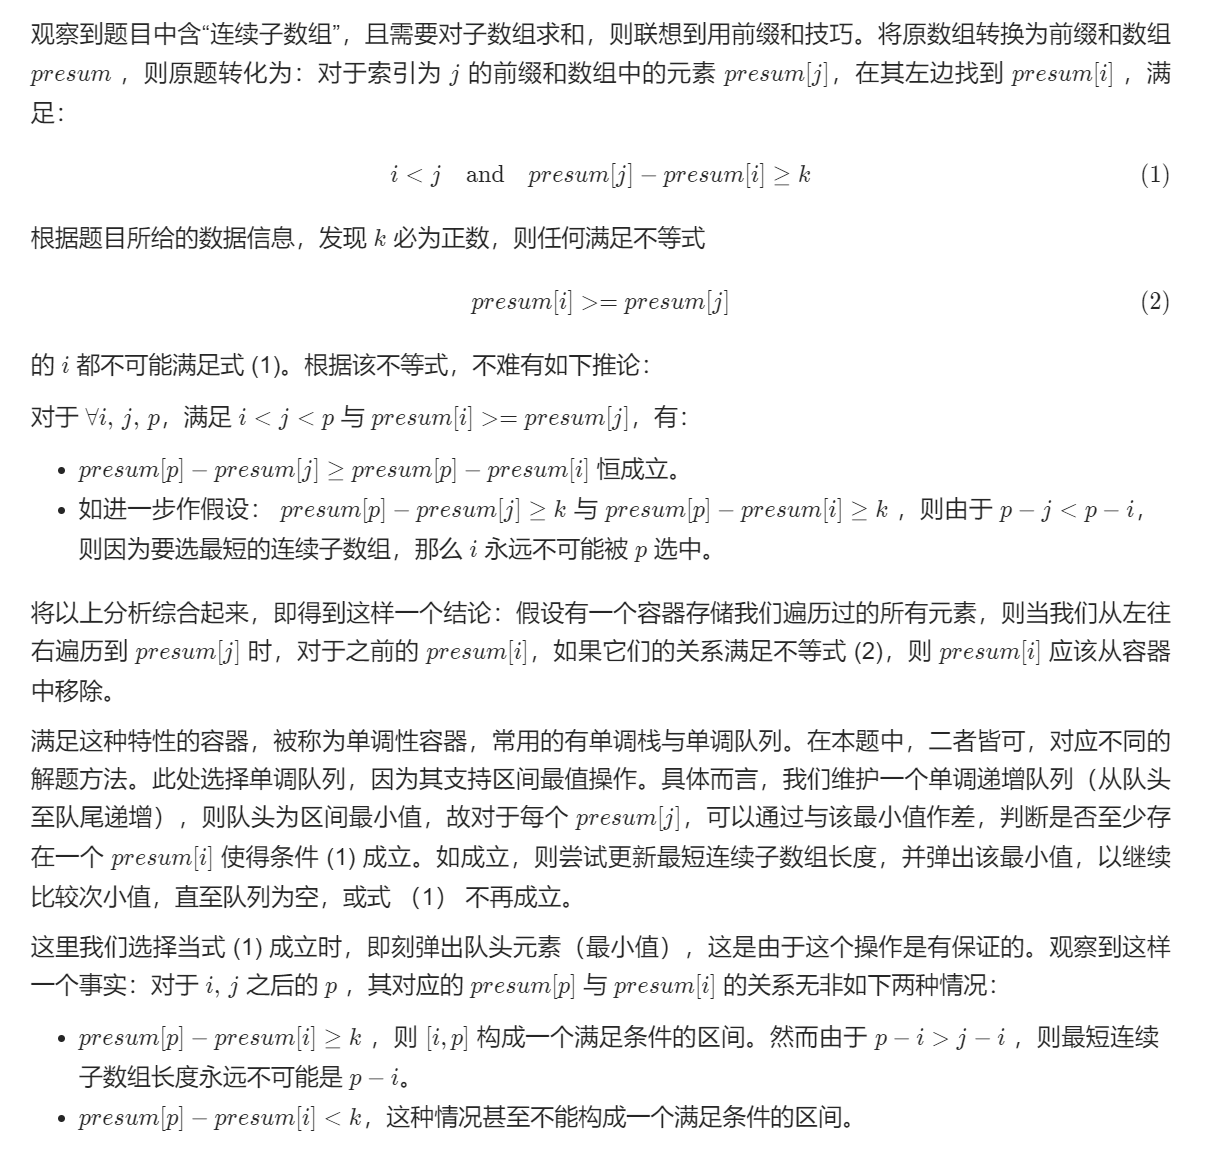 观察到题目中含“连续子数组”，且需要对子数组求和，则联想到用前缀和技巧。将原数组转换为前缀和数组
presum ，则原题转化为：对于索引为 j 的前缀和数组中的元素 presum[j]，在其左边找到 presum[i] ，满
足：
i < j and presum[j] − presum[i] ≥ k (1)
根据题目所给的数据信息，发现 k 必为正数，则任何满足不等式
presum[i] >= presum[j] (2)
的 i 都不可能满足式 (1)。根据该不等式，不难有如下推论：
对于 ∀i, j, p，满足 i < j < p 与 presum[i] >= presum[j]，有：
• presum[p] − presum[j] ≥ presum[p] − presum[i] 恒成立。
• 如进一步作假设： presum[p] − presum[j] ≥ k 与 presum[p] − presum[i] ≥ k ，则由于 p − j < p − i，
则因为要选最短的连续子数组，那么 i 永远不可能被 p 选中。
将以上分析综合起来，即得到这样一个结论：假设有一个容器存储我们遍历过的所有元素，则当我们从左往
右遍历到 presum[j] 时，对于之前的 presum[i]，如果它们的关系满足不等式 (2)，则 presum[i] 应该从容器
中移除。
满足这种特性的容器，被称为单调性容器，常用的有单调栈与单调队列。在本题中，二者皆可，对应不同的
解题方法。此处选择单调队列，因为其支持区间最值操作。具体而言，我们维护一个单调递增队列（从队头
至队尾递增），则队头为区间最小值，故对于每个 presum[j]，可以通过与该最小值作差，判断是否至少存
在一个 presum[i] 使得条件 (1) 成立。如成立，则尝试更新最短连续子数组长度，并弹出该最小值，以继续
比较次小值，直至队列为空，或式 （1） 不再成立。
这里我们选择当式 (1) 成立时，即刻弹出队头元素（最小值），这是由于这个操作是有保证的。观察到这样
一个事实：对于 i, j 之后的 p ，其对应的 presum[p] 与 presum[i] 的关系无非如下两种情况：
• presum[p] − presum[i] ≥ k ，则 [i, p] 构成一个满足条件的区间。然而由于 p − i > j − i ，则最短连续
子数组长度永远不可能是 p − i。
• presum[p] − presum[i] < k，这种情况甚至不能构成一个满足条件的区间。